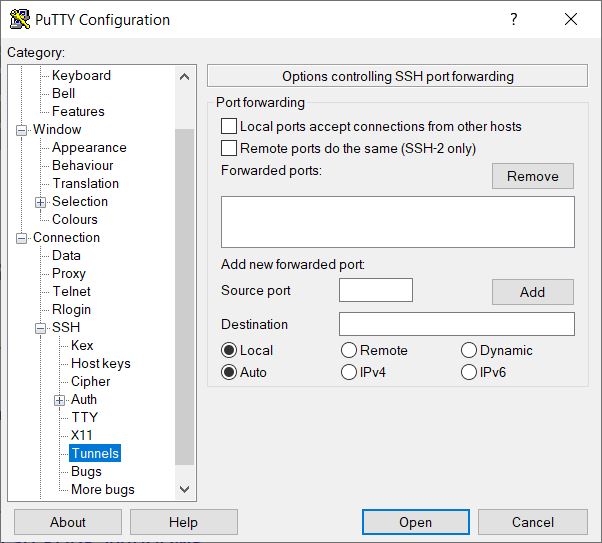 PuTTY Configuration
?
Category:
Keyboard
Bell
Features
Window
Appearance
Behaviour
Translation
Selection
Colours
Connection
Data
Proxy
Telnet
Rlogin
SSH
Kex
Host keys
Cipher
Auth
TTY
X11
Tunnels
Bugs
More bugs
Options controlling SSH port forwarding
Port forwarding
Local ports accept connections from other hosts
Remote ports do the same (SSH-2 only)
Forwarded ports:
Remove
Add new forwarded port:
Source port
Add
Destination
Local Remote Dynamic
Auto IPv4 IPv6
About Help Open Cancel